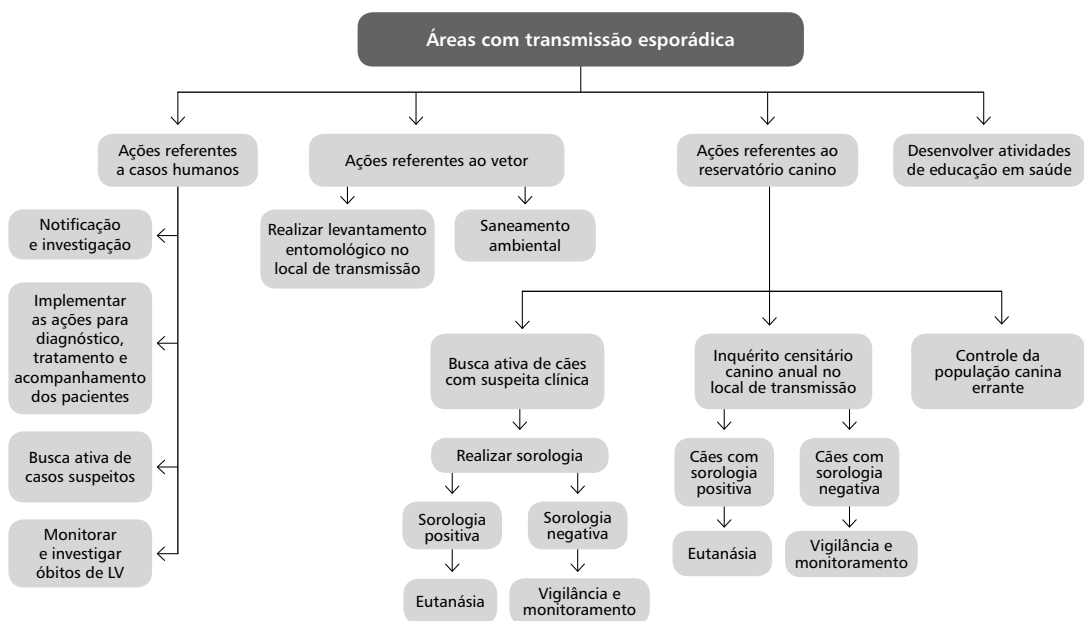 Áreas com transmissão esporádica
Ações referentes
a casos humanos
Ações referentes ao vetor
Ações referentes ao
reservatório canino
Desenvolver atividades
de educação em saúde
Notificação
e investigação
Implementar
as ações para
diagnóstico,
tratamento e
acompanhamento
dos pacientes
Busca ativa de
casos suspeitos
Monitorar
e investigar
óbitos de LV
Realizar levantamento
entomológico no
local de transmissão
Saneamento
ambiental
Busca ativa de cães
com suspeita clínica
Realizar sorologia
Sorologia
positiva
Eutanásia
Sorologia
negativa
Vigilância e
monitoramento
Inquérito censitário
canino anual no
local de transmissão
Cães com
sorologia
positiva
Eutanásia
Cães com
sorologia
negativa
Vigilância e
monitoramento
Controle da
população canina
errante